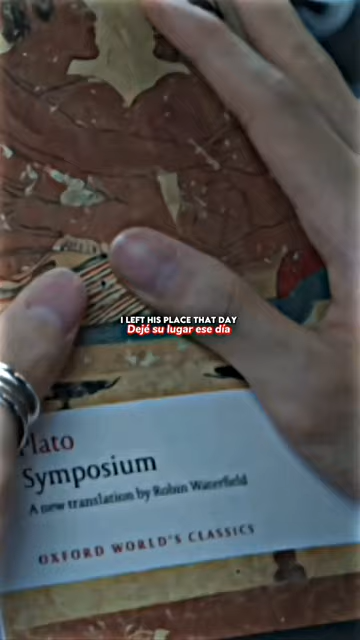 I LEFT HIS PLACE THAT DAY
Dejé su lugar ese día
Plato
Symposium
A new translation by Robin Waterfield
OXFORD WORLD'S CLASSICS